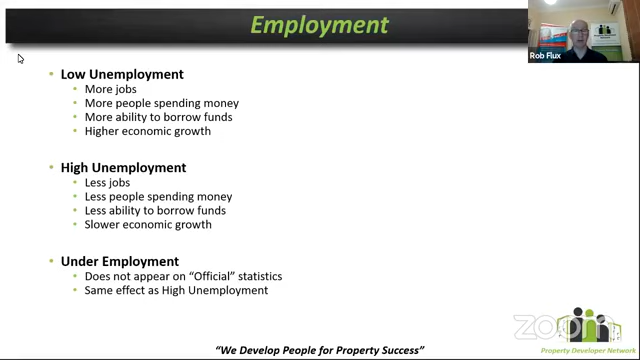 Employment
Rob Flux
• Low Unemployment
• More jobs
• More people spending money
• More ability to borrow funds
• Higher economic growth
• High Unemployment
• Less jobs
• Less people spending money
• Less ability to borrow funds
• Slower economic growth
• Under Employment
• Does not appear on “Official” statistics
• Same effect as High Unemployment
zoom
“We Develop People for Property Success”
Property Developer Network